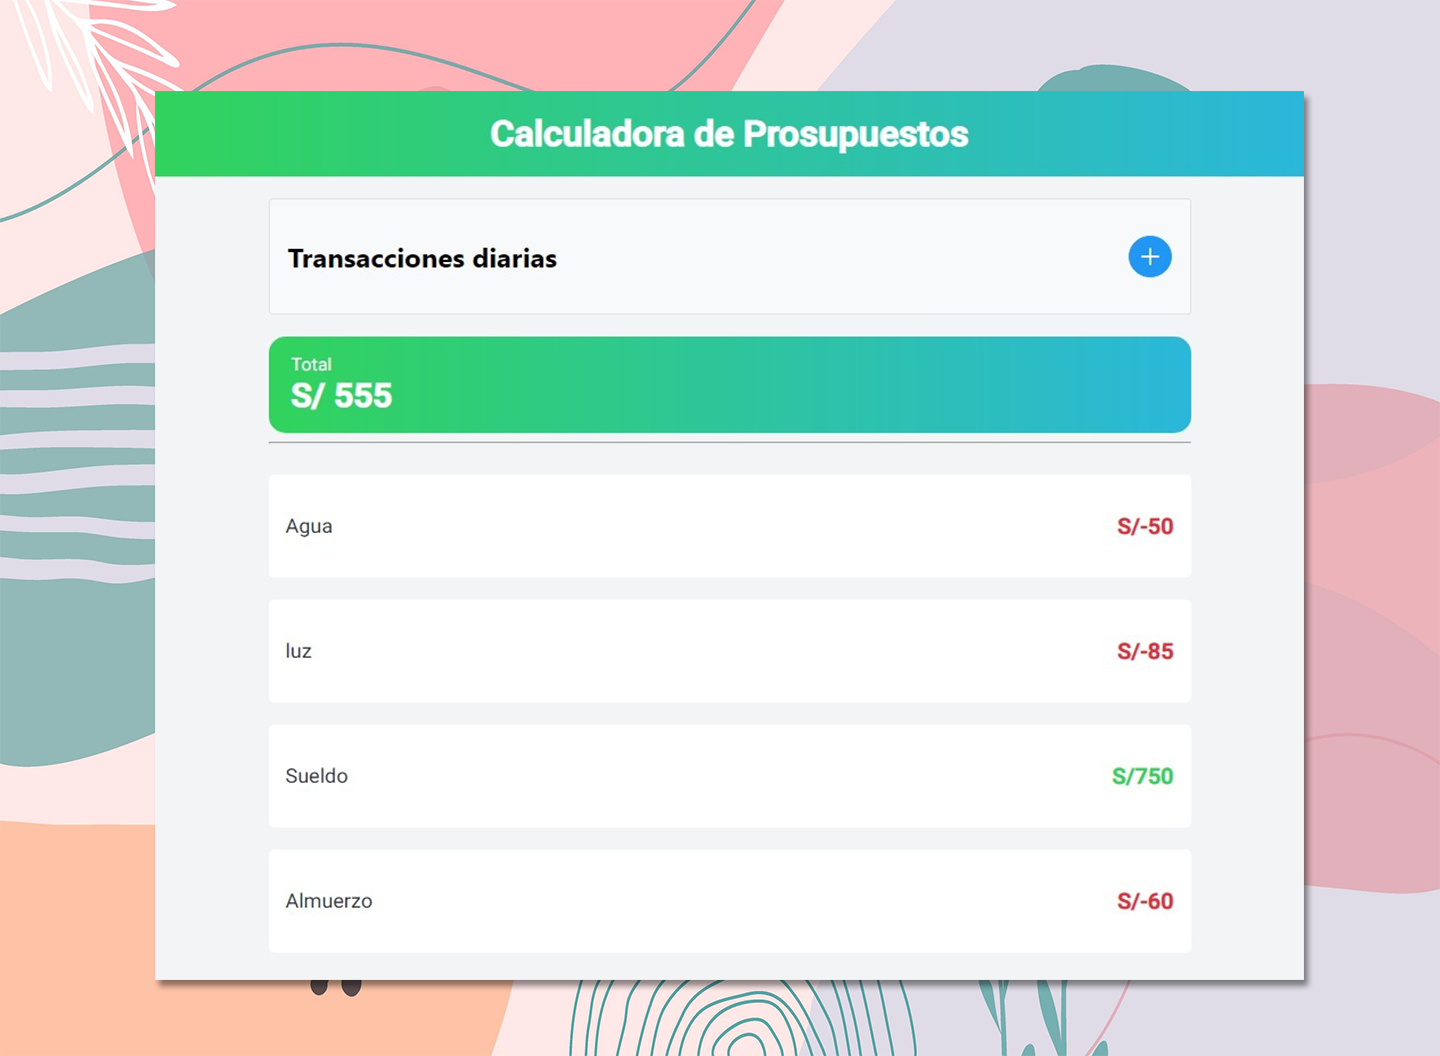 Calculadora de Prosupuestos
Transacciones diarias
Total
S/ 555
Agua S/-50
luz S/-85
Sueldo S/750
Almuerzo S/-60